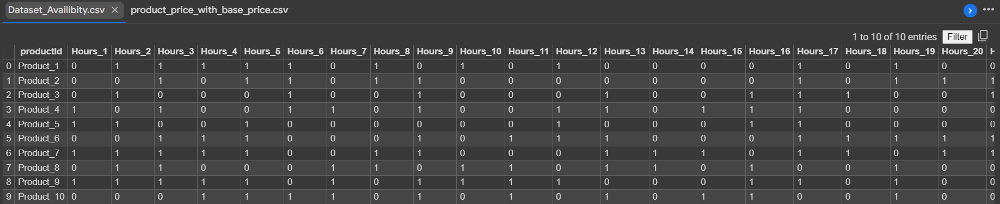 Dataset_Availibity.csv × product_price_with_base_price.csv
1 to 10 of 10 entries Filter
productId Hours_1 Hours_2 Hours_3 Hours_4 Hours_5 Hours_6 Hours_7 Hours_8 Hours_9 Hours_10 Hours_11 Hours_12 Hours_13 Hours_14 Hours_15 Hours_16 Hours_17 Hours_18 Hours_19 Hours_20 H
0 Product_1 0 1 1 1 1 1 0 1 0 1 0 1 0 0 0 0 1 0 1 0 0
1 Product_2 0 0 1 0 1 1 0 1 1 0 0 0 0 0 0 0 1 0 1 1 1
2 Product_3 0 1 0 0 0 1 0 0 1 0 0 0 1 0 0 1 1 1 0 0 1
3 Product_4 1 0 1 0 0 1 1 0 1 0 0 1 1 0 1 1 1 0 0 0 0
4 Product_5 1 1 0 0 1 0 0 0 0 0 0 1 0 0 0 1 1 0 0 0 0
5 Product_6 0 0 1 1 1 0 0 0 1 0 1 1 1 0 0 0 1 1 1 1 1
6 Product_7 1 1 1 1 1 0 0 1 1 0 0 0 1 1 1 0 1 1 0 1 1
7 Product_8 0 1 1 0 0 0 1 1 0 1 1 0 1 1 0 1 0 0 1 0 0
8 Product_9 1 1 1 1 1 0 1 0 1 1 1 1 0 0 0 1 1 0 1 0 0
9 Product_10 0 0 0 1 1 1 1 0 1 0 1 0 1 0 1 1 0 0 1 0 0